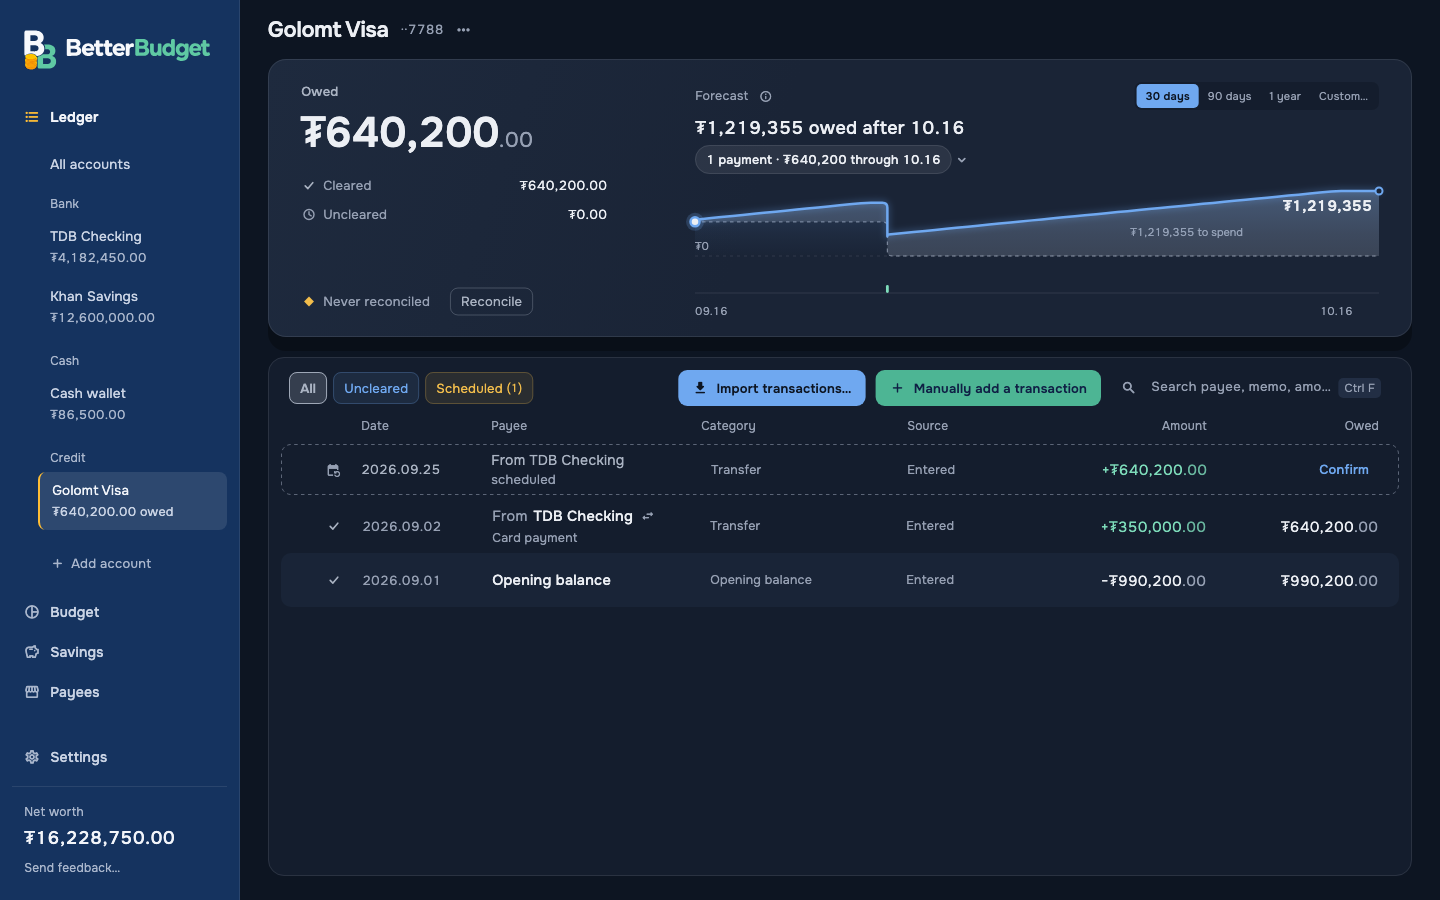 BetterBudget
Ledger
All accounts
Bank
TDB Checking
₮4,182,450.00
Khan Savings
₮12,600,000.00
Cash
Cash wallet
₮86,500.00
Credit
Golomt Visa
₮640,200.00 owed
+ Add account
Budget
Savings
Payees
Settings
Net worth
₮16,228,750.00
Send feedback...
Golomt Visa ··7788 •••
Owed
₮640,200.00
Cleared ₮640,200.00
Uncleared ₮0.00
Never reconciled Reconcile
Forecast
30 days 90 days 1 year Custom...
₮1,219,355 owed after 10.16
1 payment · ₮640,200 through 10.16
₮1,219,355
₮1,219,355 to spend
₮0
09.16 10.16
All Uncleared Scheduled (1) Import transactions... + Manually add a transaction Search payee, memo, amo... Ctrl F
Date Payee Category Source Amount Owed
2026.09.25 From TDB Checking Transfer Entered +₮640,200.00 Confirm
scheduled
2026.09.02 From TDB Checking Transfer Entered +₮350,000.00 ₮640,200.00
Card payment
2026.09.01 Opening balance Opening balance Entered -₮990,200.00 ₮990,200.00